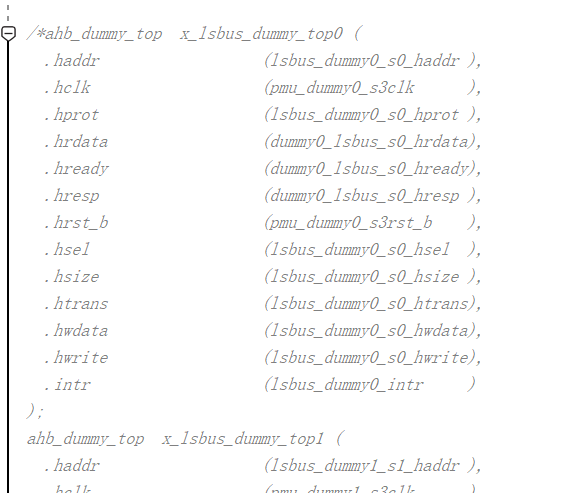 /*ahb_dummy_top  x_lsbus_dummy_top0 (
  .haddr                  (lsbus_dummy0_s0_haddr ),
  .hclk                   (pmu_dummy0_s3clk      ),
  .hprot                  (lsbus_dummy0_s0_hprot ),
  .hrdata                 (dummy0_lsbus_s0_hrdata),
  .hready                 (dummy0_lsbus_s0_hready),
  .hresp                  (dummy0_lsbus_s0_hresp ),
  .hrst_b                 (pmu_dummy0_s3rst_b    ),
  .hsel                   (lsbus_dummy0_s0_hsel  ),
  .hsize                  (lsbus_dummy0_s0_hsize ),
  .htrans                 (lsbus_dummy0_s0_htrans),
  .hwdata                 (lsbus_dummy0_s0_hwdata),
  .hwrite                 (lsbus_dummy0_s0_hwrite),
  .intr                   (lsbus_dummy0_intr     )
);
ahb_dummy_top  x_lsbus_dummy_top1 (
  .haddr                  (lsbus_dummy1_s1_haddr ),
  .hclk                   (pmu_dummy1_s3clk      ),